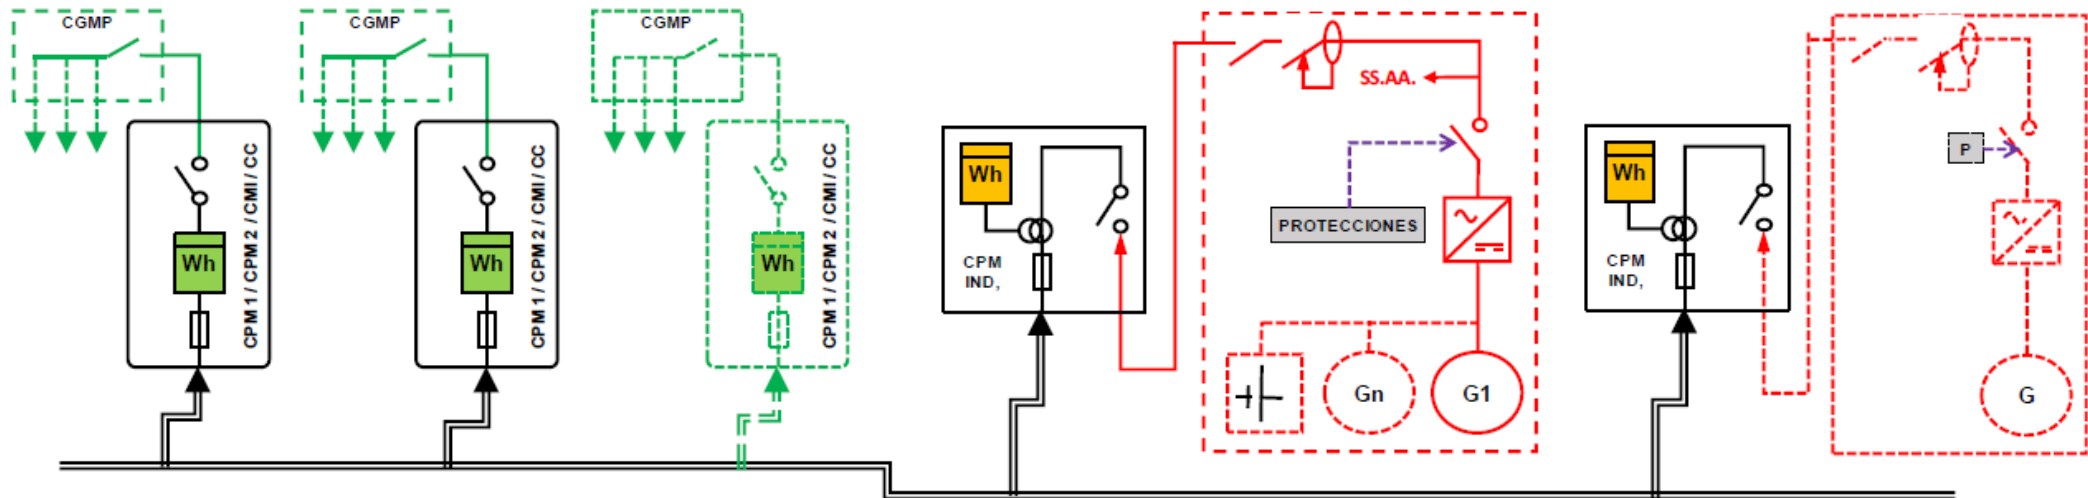 CGMP
CPM 1 / CPM 2 / CMI / CC
Wh
CGMP
CPM 1 / CPM 2 / CMI / CC
Wh
CGMP
CPM 1 / CPM 2 / CMI / CC
Wh
Wh
CPM
IND,
SS.AA.
PROTECCIONES
Gn
G1
Wh
CPM
IND,
P
G